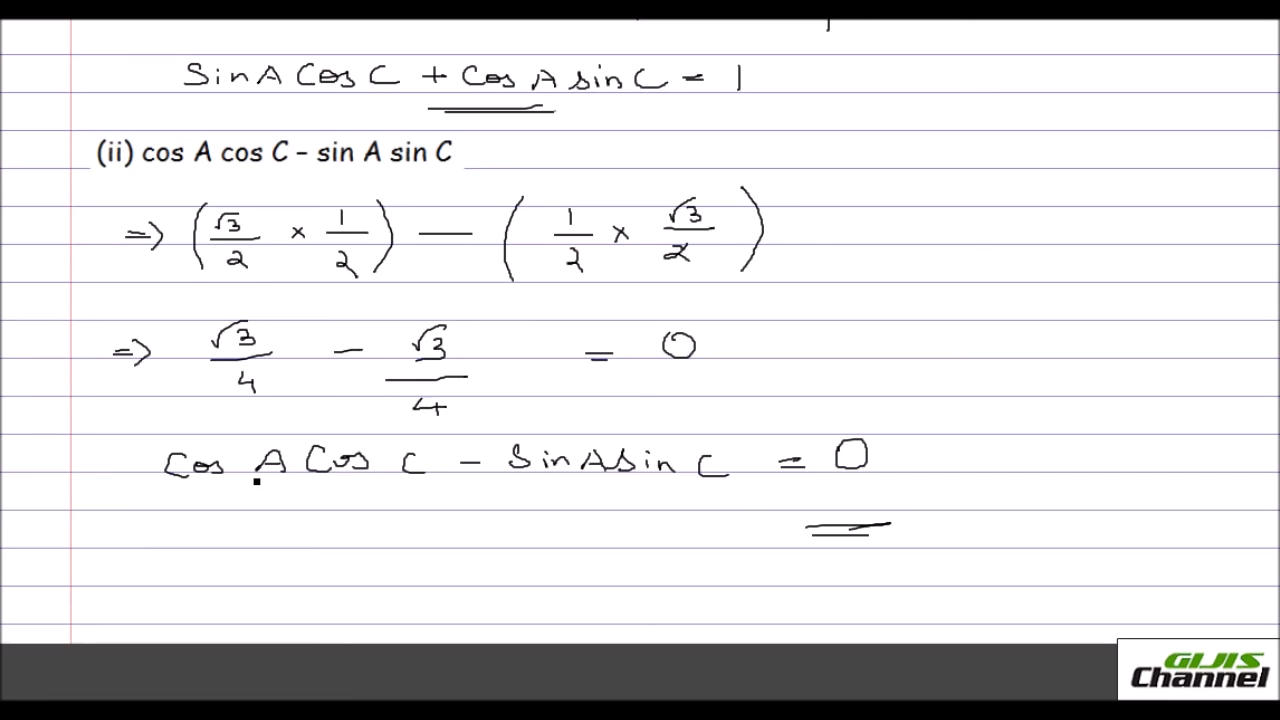 sin A Cos C + Cos A sin C = 1
(ii) cos A cos C – sin A sin C
=> (√3/2 × 1/2) — (1/2 × √3/2)
=> √3/4 - √3/4 = 0
Cos A Cos C - sin A sin C = 0
GIJIS
Channel